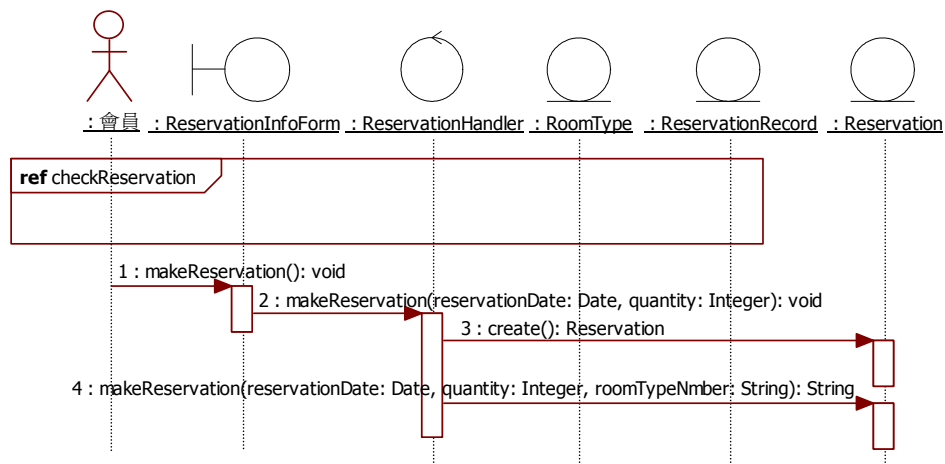 : 會員 : ReservationInfoForm : ReservationHandler : RoomType : ReservationRecord : Reservation
ref checkReservation
1 : makeReservation(): void
2 : makeReservation(reservationDate: Date, quantity: Integer): void
3 : create(): Reservation
4 : makeReservation(reservationDate: Date, quantity: Integer, roomTypeNmber: String): String